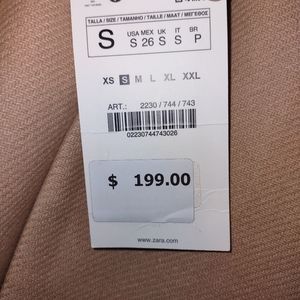 TALLA / SIZE / TAMANHO / TAILLE / MAAT / ΜΕΓΕΘΟΣ
S
USA MEX UK IT BR
S 26 S S P
XS S M L XL XXL
ART.: 2230 / 744 / 743
02230744743026
$ 199.00
www.zara.com